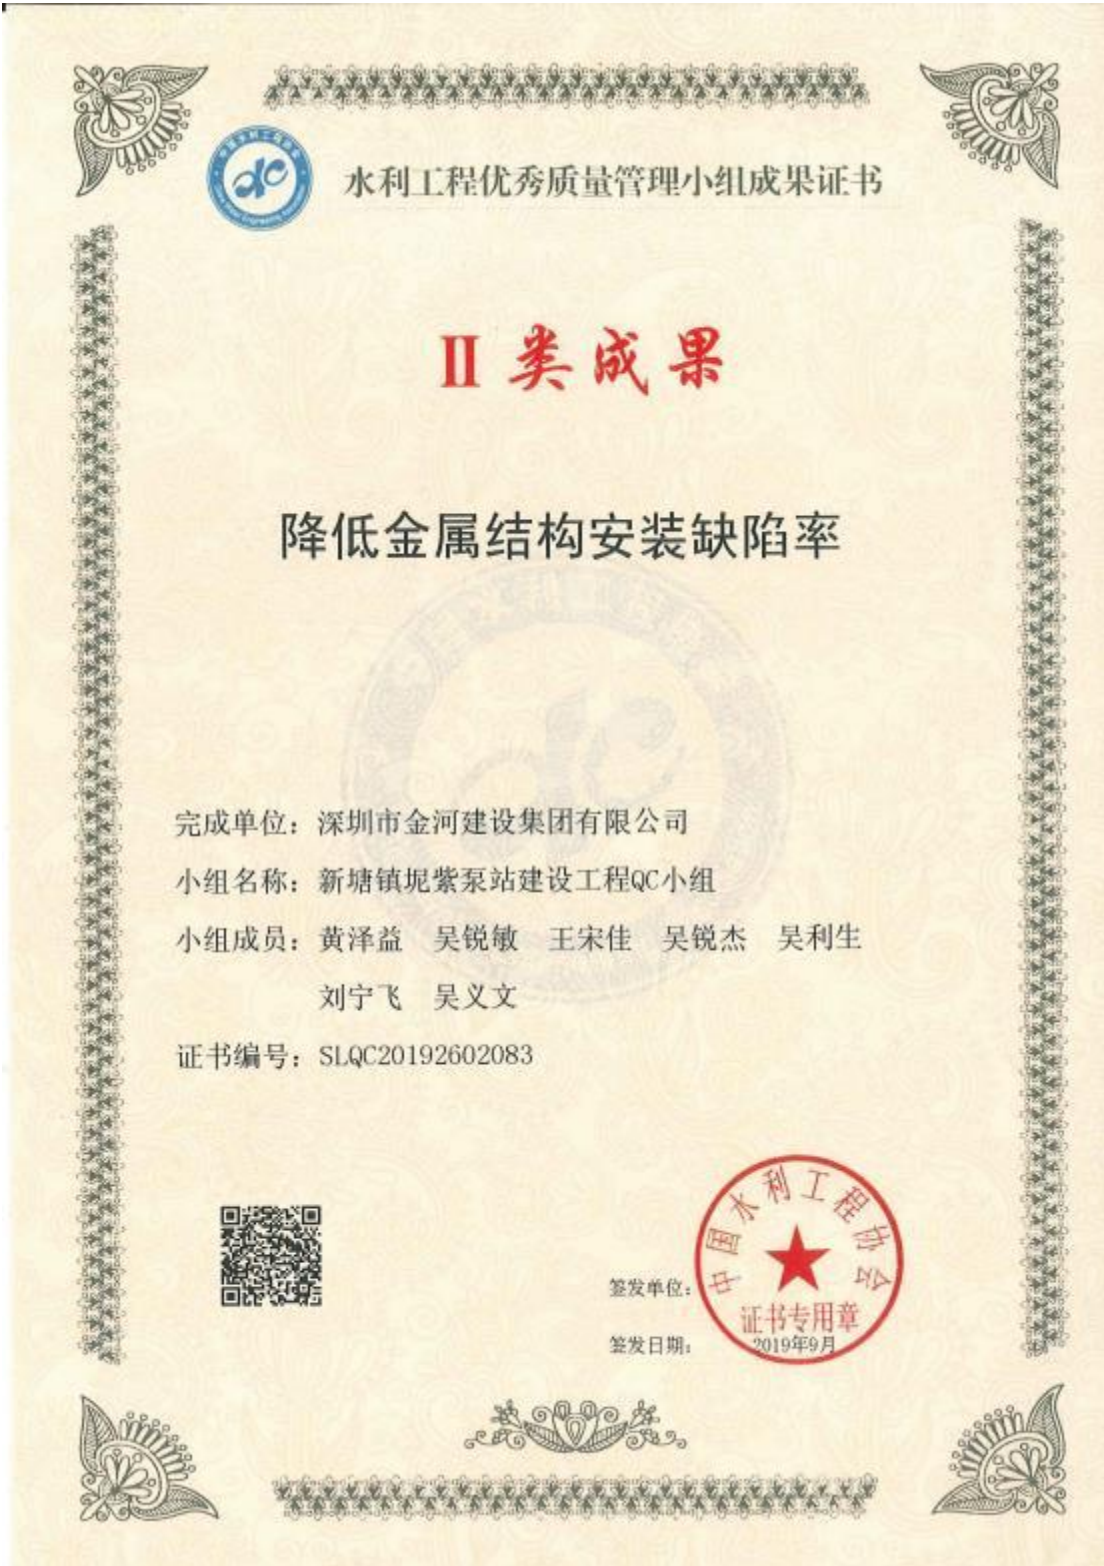 水利工程优秀质量管理小组成果证书
II类成果
降低金属结构安装缺陷率
完成单位：深圳市金河建设集团有限公司
小组名称：新塘镇坭紫泵站建设工程QC小组
小组成员：黄泽益 吴锐敏 王宋佳 吴锐杰 吴利生
刘宁飞 吴义文
证书编号：SLQC20192602083
中国水利工程协会
签发单位：
证书专用章
签发日期： 2019年9月